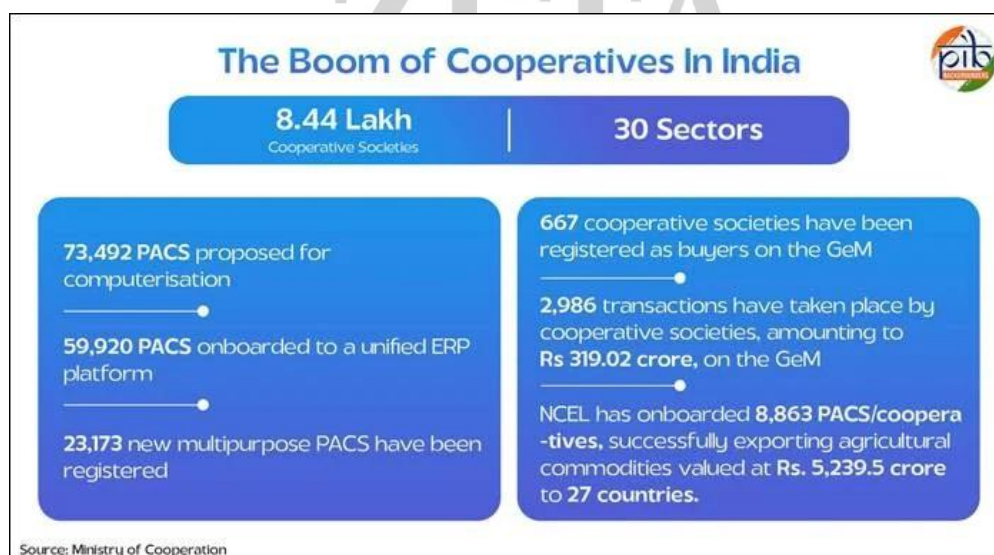 The Boom of Cooperatives In India
pib
BACKGROUNDERS
8.44 Lakh
Cooperative Societies
30 Sectors
73,492 PACS proposed for
computerisation
59,920 PACS onboarded to a unified ERP
platform
23,173 new multipurpose PACS have been
registered
667 cooperative societies have been
registered as buyers on the GeM
2,986 transactions have taken place by
cooperative societies, amounting to
Rs 319.02 crore, on the GeM
NCEL has onboarded 8,863 PACS/coopera
-tives, successfully exporting agricultural
commodities valued at Rs. 5,239.5 crore
to 27 countries.
Source: Ministry of Cooperation